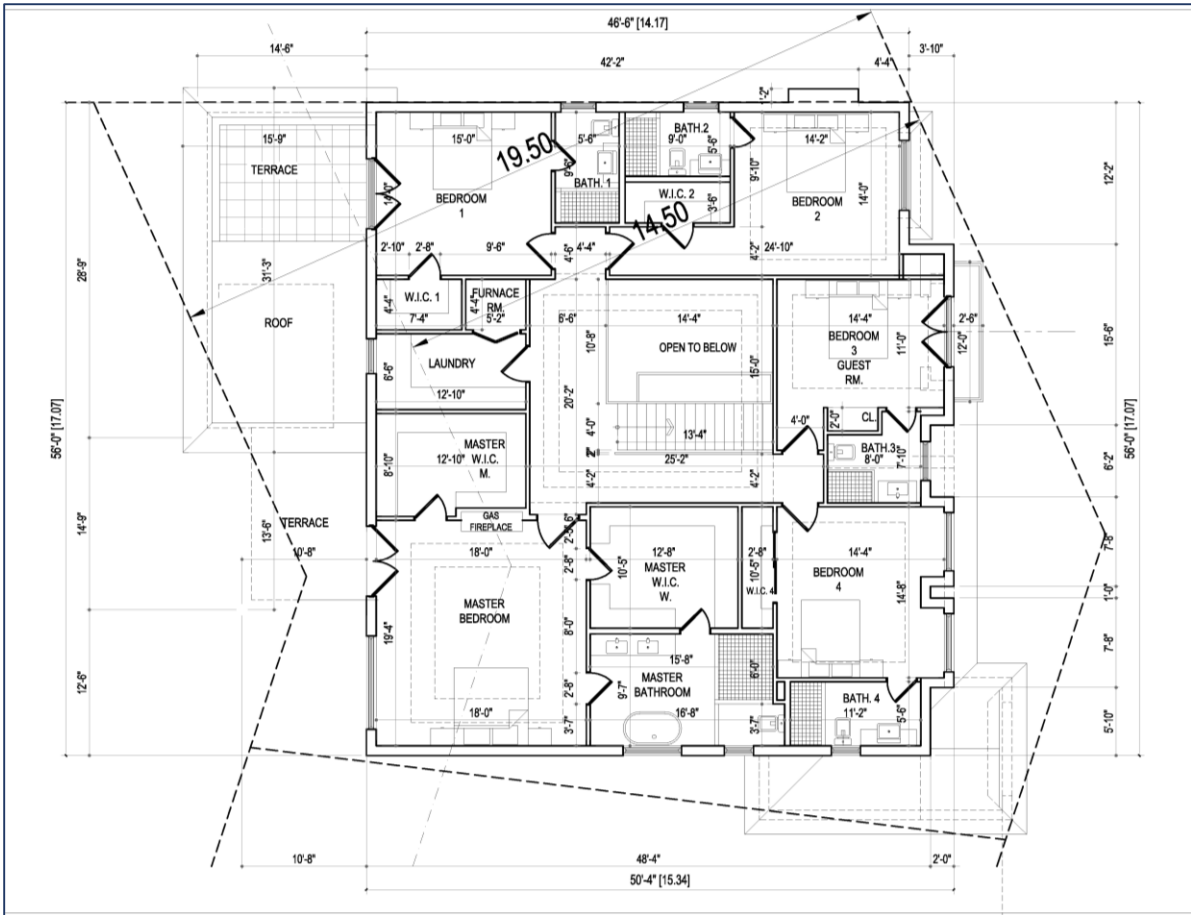 46'-6" [14.17]
14'-6"
3'-10"
42'-2"
4'-4"
1'-2"
15'-9"
TERRACE
15'-0"
19.50
5'-6"
BATH.2
9'-0"
5'-6"
14'-2"
9'-6"
BATH. 1
9'-10"
12'-2"
14'-0"
BEDROOM
1
W.I.C. 2
3'-6"
14.50
BEDROOM
2
14'-0"
2'-10"
2'-8"
9'-6"
4'-6"
4'-4"
4'-2"
24'-10"
28'-9"
31'-3"
ROOF
4'-4"
W.I.C. 1
7'-4"
4'-4"
FURNACE
RM.
5'-2"
6'-6"
10'-8"
14'-4"
OPEN TO BELOW
15'-0"
14'-4"
BEDROOM
3
GUEST
RM.
11'-0"
2'-6"
12'-0"
15'-6"
LAUNDRY
6'-6"
12'-10"
20'-2"
56'-0" [17.07]
56'-0" [17.07]
MASTER
12'-10"
W.I.C.
M.
8'-10"
4'-0"
13'-4"
4'-0"
2'-0"
CL.
BATH.3
8'-0"
7'-10"
6'-2"
25'-2"
4'-2"
4'-2"
TERRACE
10'-8"
13'-6"
14'-9"
GAS
FIREPLACE
18'-0"
2'-8"
10'-5"
12'-8"
MASTER
W.I.C.
W.
2'-8"
10'-5"
W.I.C. 4
14'-4"
BEDROOM
4
14'-8"
7'-8"
1'-0"
7'-8"
MASTER
BEDROOM
19'-4"
8'-0"
12'-6"
15'-8"
MASTER
BATHROOM
6'-0"
9'-7"
2'-8"
18'-0"
3'-7"
16'-8"
3'-7"
BATH. 4
11'-2"
5'-6"
5'-10"
10'-8"
48'-4"
2'-0"
50'-4" [15.34]